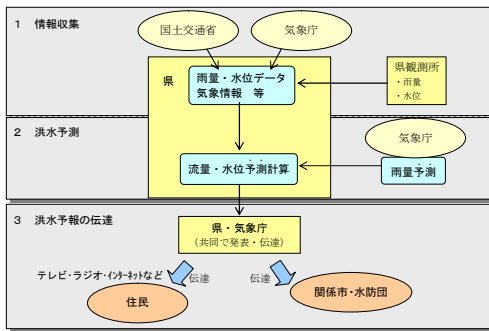 1 情報収集
国土交通省
気象庁
県
雨量・水位データ
気象情報 等
県観測所
・雨量
・水位
2 洪水予測
気象庁
流量・水位予測計算
雨量予測
3 洪水予報の伝達
県・気象庁
(共同で発表・伝達)
テレビ・ラジオ・インターネットなど
伝達
伝達
住民
関係市・水防団